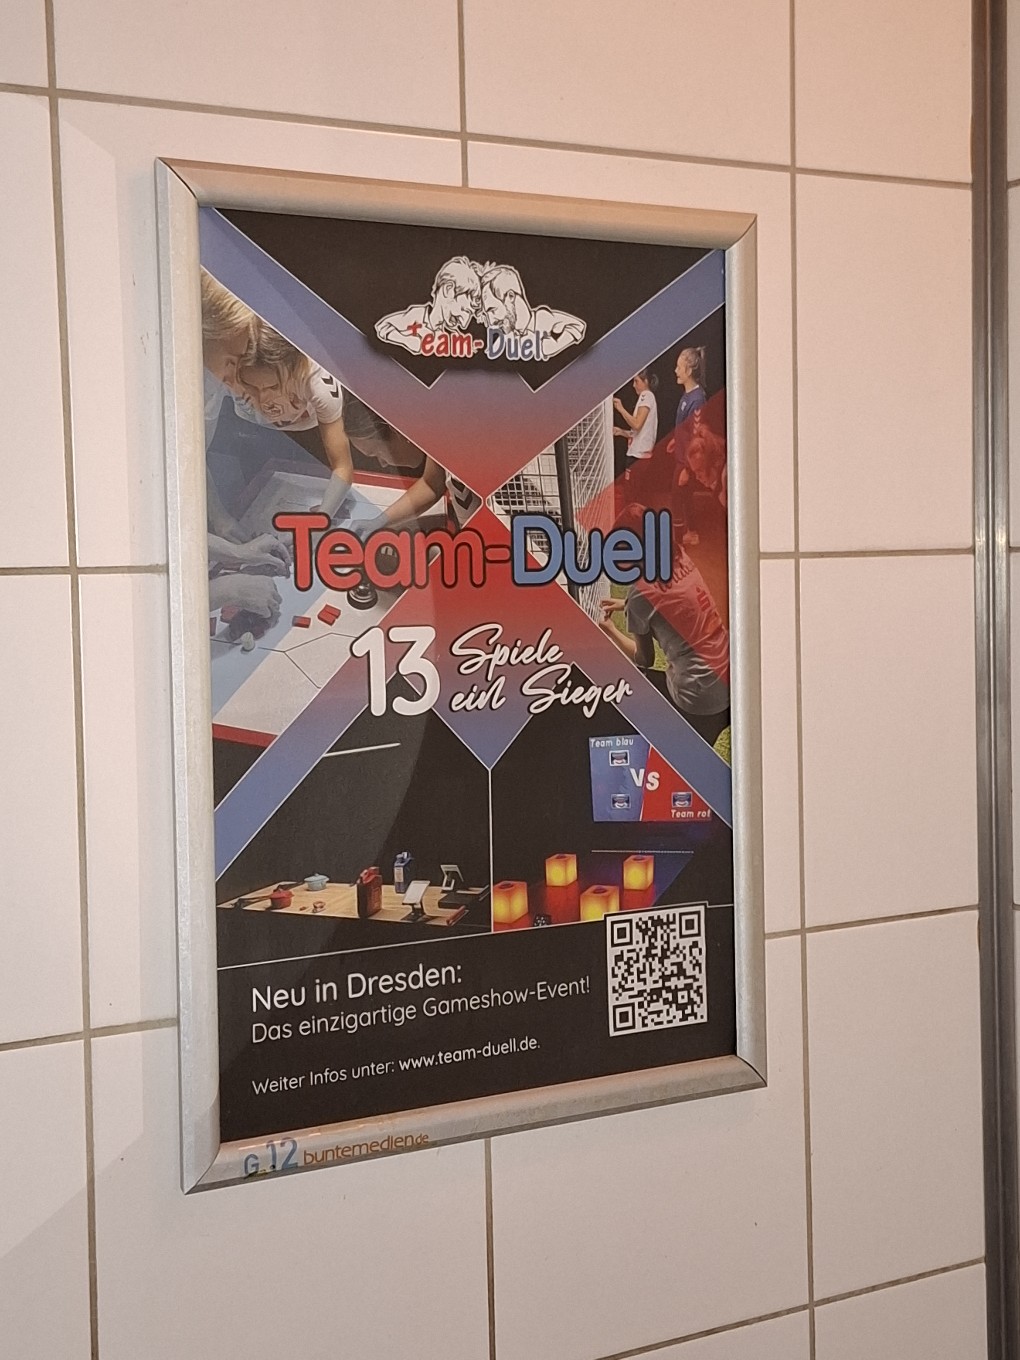 Team-Duell
Team-Duell
13 Spiele
ein Sieger
Team blau
VS
Team rot
Neu in Dresden:
Das einzigartige Gameshow-Event!
Weiter Infos unter: www.team-duell.de.
G 12 buntemedien.de